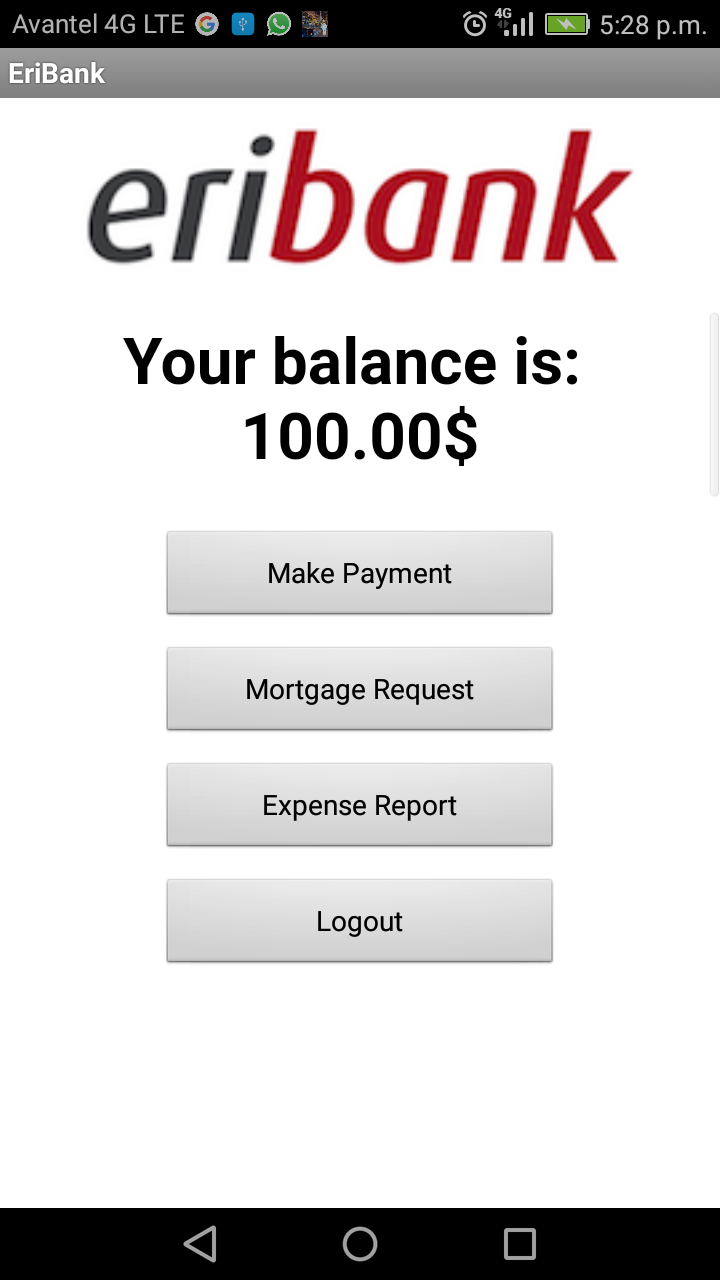 Avantel 4G LTE 4G 5:28 p.m.
EriBank
eribank
Your balance is:
100.00$
Make Payment
Mortgage Request
Expense Report
Logout